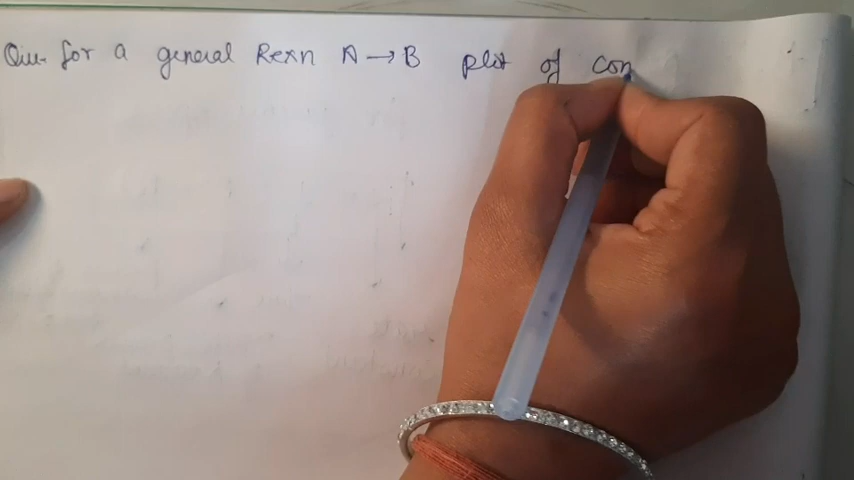 Que. for a general Rexn A → B plot of con